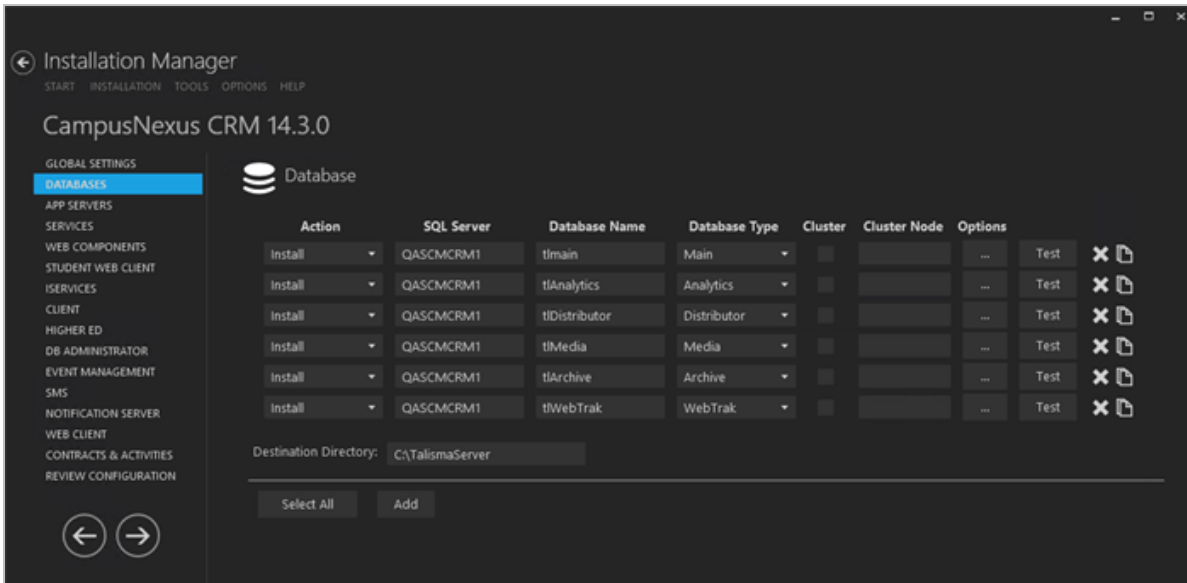 Installation Manager
START INSTALLATION TOOLS OPTIONS HELP
CampusNexus CRM 14.3.0
GLOBAL SETTINGS
DATABASES
APP SERVERS
SERVICES
WEB COMPONENTS
STUDENT WEB CLIENT
ISERVICES
CLIENT
HIGHER ED
DB ADMINISTRATOR
EVENT MANAGEMENT
SMS
NOTIFICATION SERVER
WEB CLIENT
CONTRACTS & ACTIVITIES
REVIEW CONFIGURATION
Database
Action SQL Server Database Name Database Type Cluster Cluster Node Options
Install QASCMCRM1 tlmain Main ... Test
Install QASCMCRM1 tlAnalytics Analytics ... Test
Install QASCMCRM1 tlDistributor Distributor ... Test
Install QASCMCRM1 tlMedia Media ... Test
Install QASCMCRM1 tlArchive Archive ... Test
Install QASCMCRM1 tlWebTrak WebTrak ... Test
Destination Directory: C:\TalismaServer
Select All Add